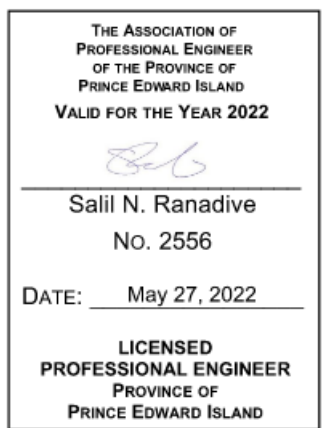 THE ASSOCIATION OF
PROFESSIONAL ENGINEER
OF THE PROVINCE OF
PRINCE EDWARD ISLAND
VALID FOR THE YEAR 2022
Salil N. Ranadive
NO. 2556
DATE: May 27, 2022
LICENSED
PROFESSIONAL ENGINEER
PROVINCE OF
PRINCE EDWARD ISLAND